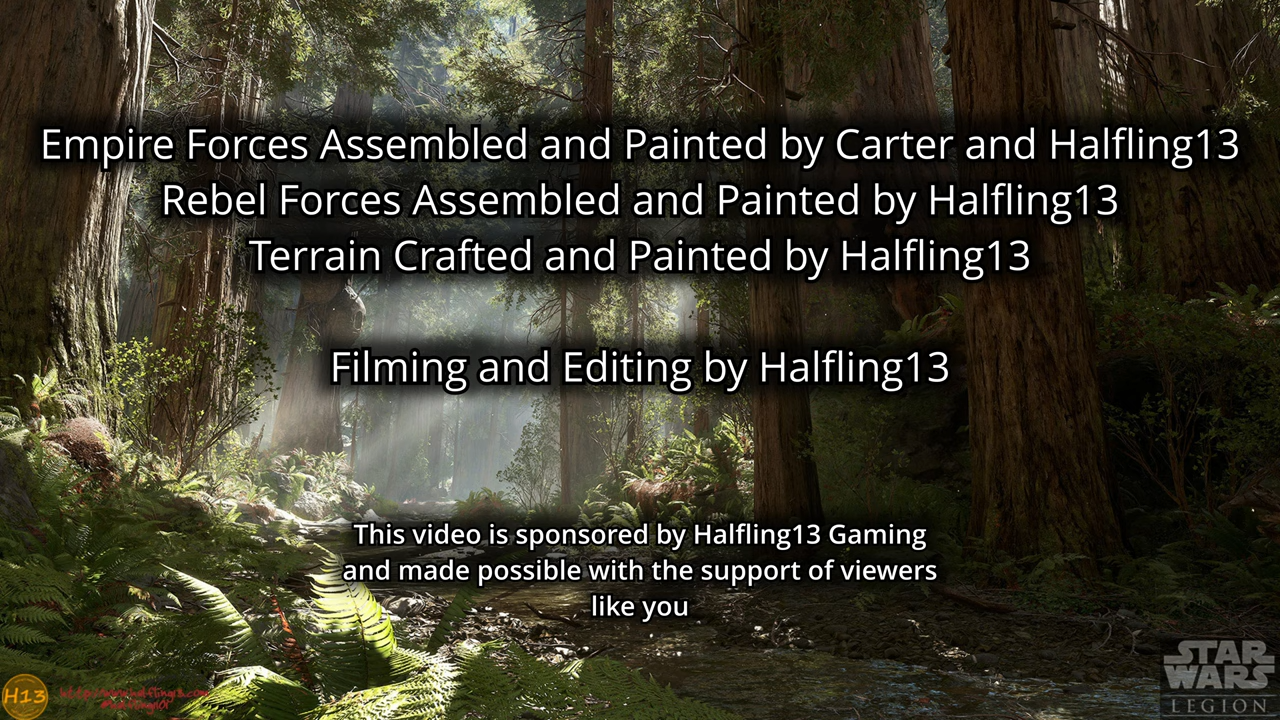 Empire Forces Assembled and Painted by Carter and Halfling13
Rebel Forces Assembled and Painted by Halfling13
Terrain Crafted and Painted by Halfling13
Filming and Editing by Halfling13
This video is sponsored by Halfling13 Gaming
and made possible with the support of viewers
like you
H13
STAR
WARS
LEGION